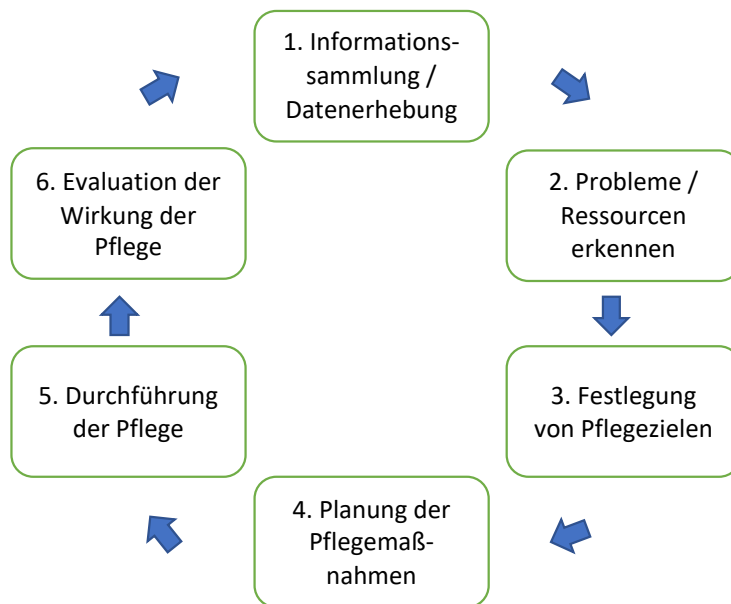 1. Informations-
sammlung /
Datenerhebung
2. Probleme /
Ressourcen
erkennen
3. Festlegung
von Pflegezielen
4. Planung der
Pflegemaß-
nahmen
5. Durchführung
der Pflege
6. Evaluation der
Wirkung der
Pflege